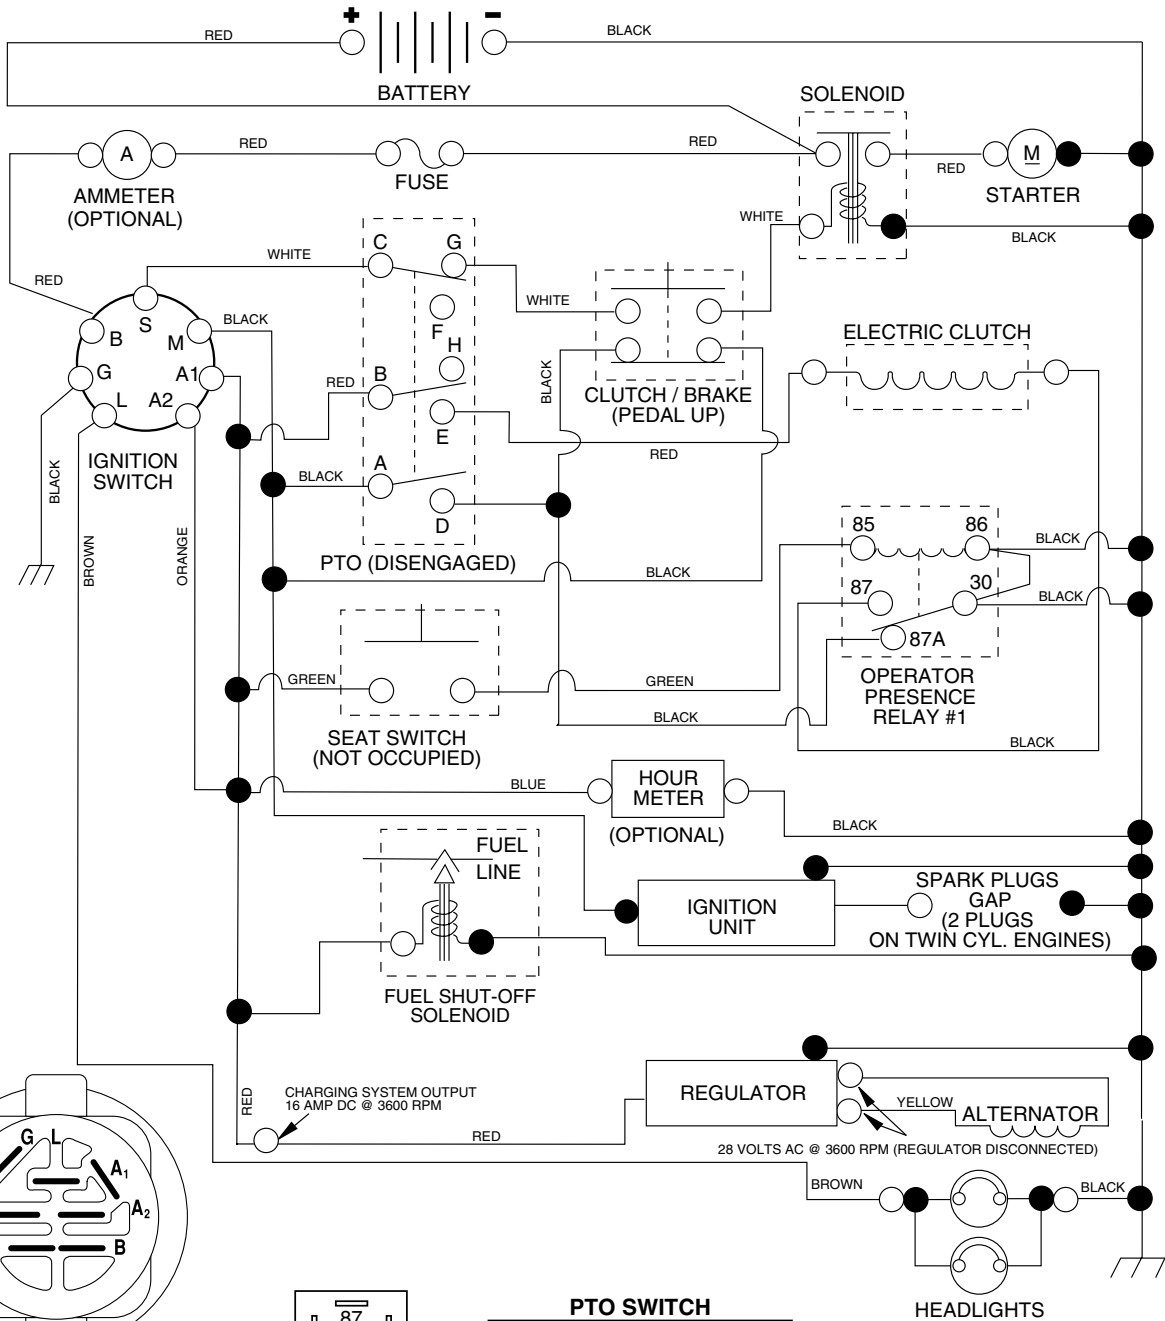 + −
RED
BLACK
BATTERY
SOLENOID
A
RED
RED
RED
M
AMMETER
(OPTIONAL)
FUSE
STARTER
WHITE
BLACK
C G
WHITE
RED
S
B
M
BLACK
WHITE
F
ELECTRIC CLUTCH
G
A1
H
RED
B
BLACK
CLUTCH / BRAKE
(PEDAL UP)
L A2
E
RED
IGNITION
SWITCH
BLACK
A
BLACK
D
85 86
BLACK
BROWN
ORANGE
PTO (DISENGAGED)
BLACK
87 30
BLACK
87A
GREEN
GREEN
OPERATOR
PRESENCE
RELAY #1
BLACK
SEAT SWITCH
(NOT OCCUPIED)
BLACK
BLUE
HOUR
METER
(OPTIONAL)
BLACK
FUEL
LINE
IGNITION
UNIT
SPARK PLUGS
GAP
(2 PLUGS
ON TWIN CYL. ENGINES)
FUEL SHUT-OFF
SOLENOID
RED
CHARGING SYSTEM OUTPUT
16 AMP DC @ 3600 RPM
REGULATOR
YELLOW
ALTERNATOR
RED
28 VOLTS AC @ 3600 RPM (REGULATOR DISCONNECTED)
G L
A1
A2
B
BROWN
BLACK
HEADLIGHTS
87
PTO SWITCH